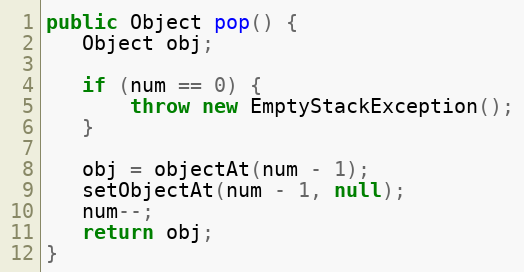 1 public Object pop() {
2    Object obj;
3
4    if (num == 0) {
5        throw new EmptyStackException();
6    }
7
8    obj = objectAt(num - 1);
9    setObjectAt(num - 1, null);
10    num--;
11    return obj;
12 }